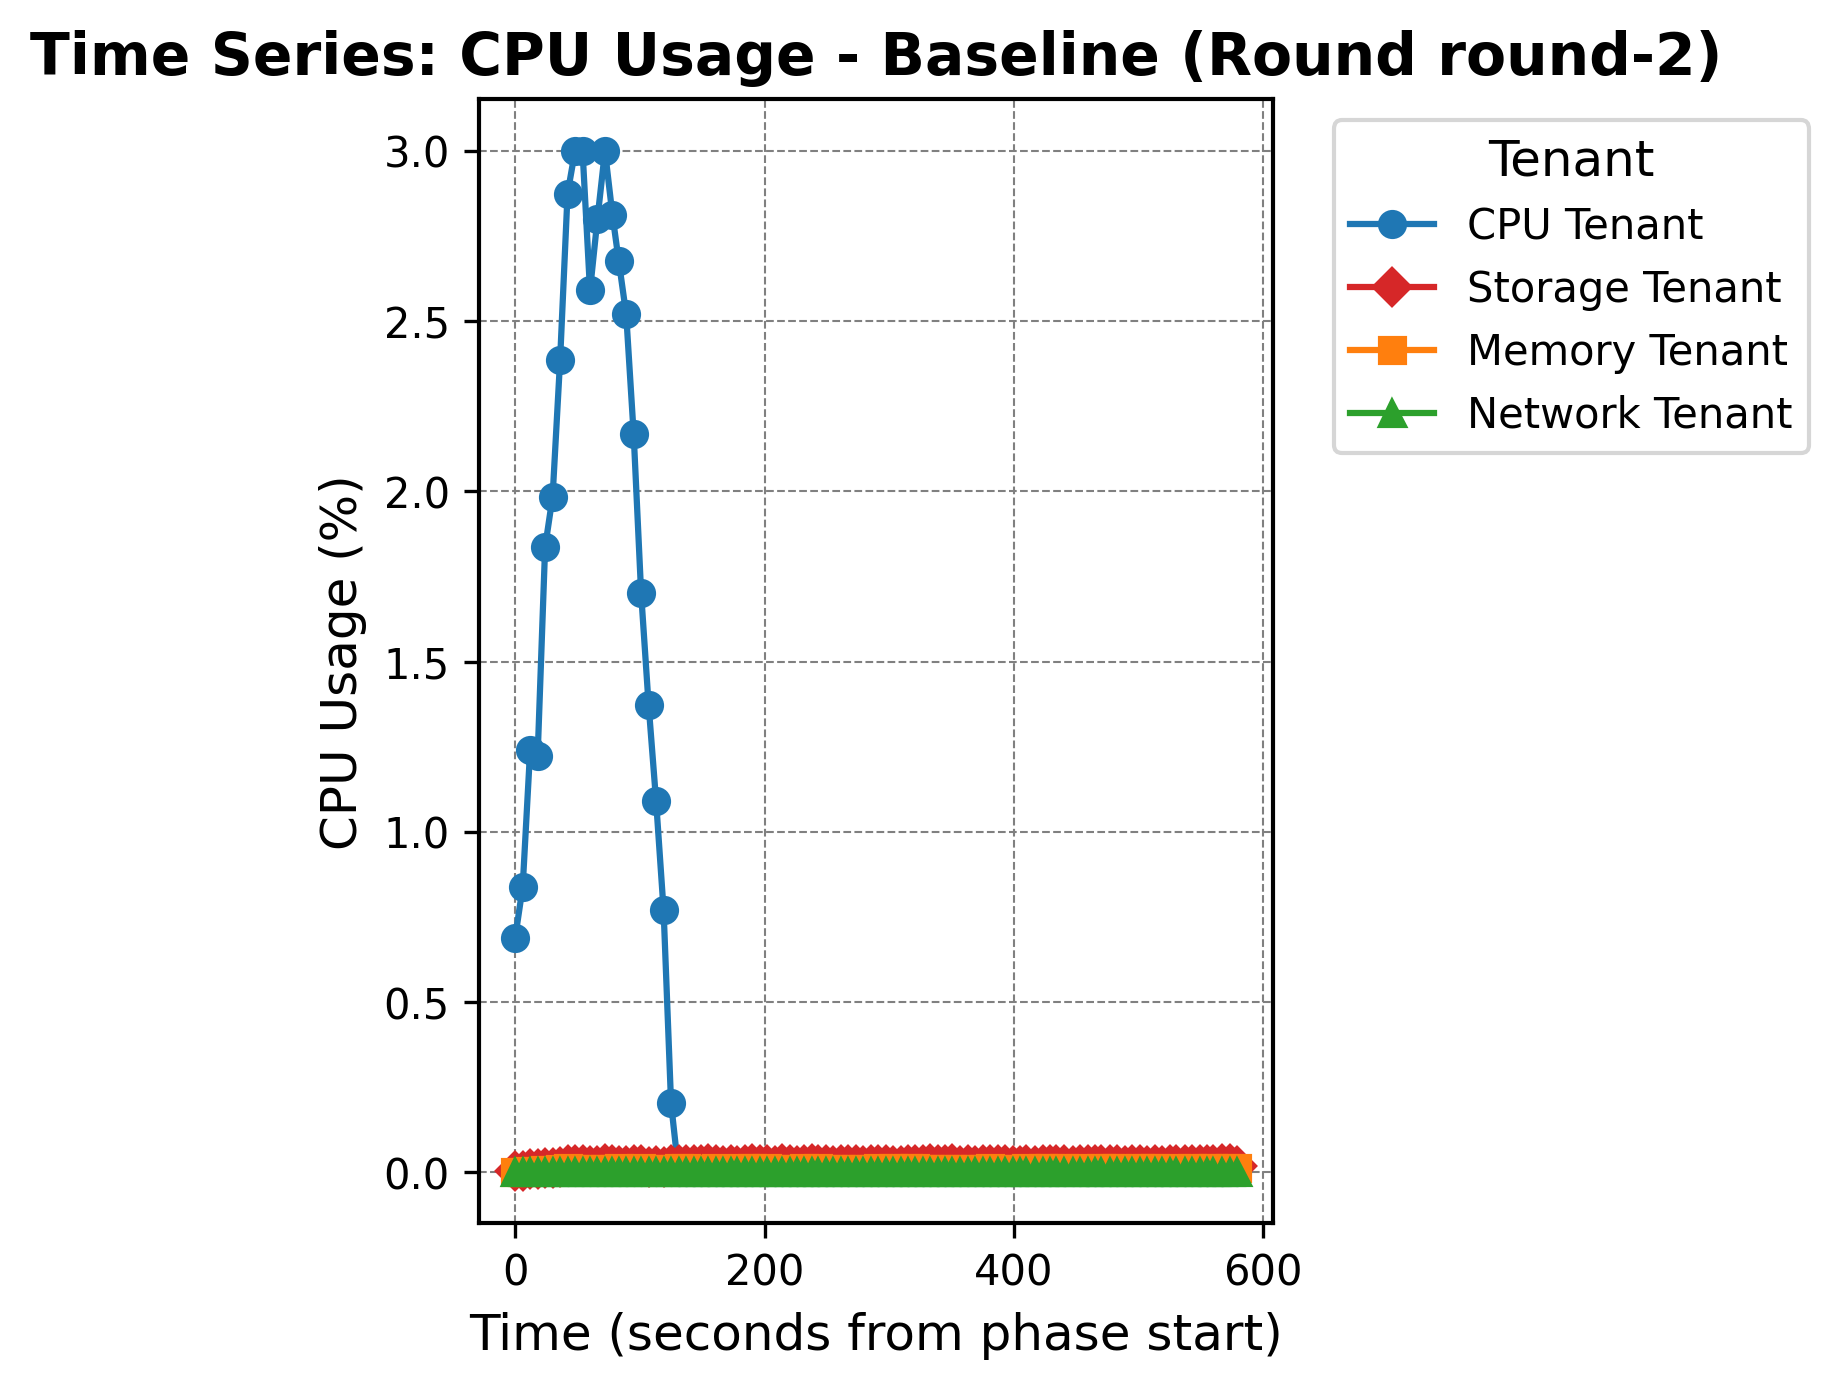 Time Series: CPU Usage - Baseline (Round round-2)
Tenant
CPU Tenant
Storage Tenant
Memory Tenant
Network Tenant
CPU Usage (%)
3.0
2.5
2.0
1.5
1.0
0.5
0.0
0 200 400 600
Time (seconds from phase start)